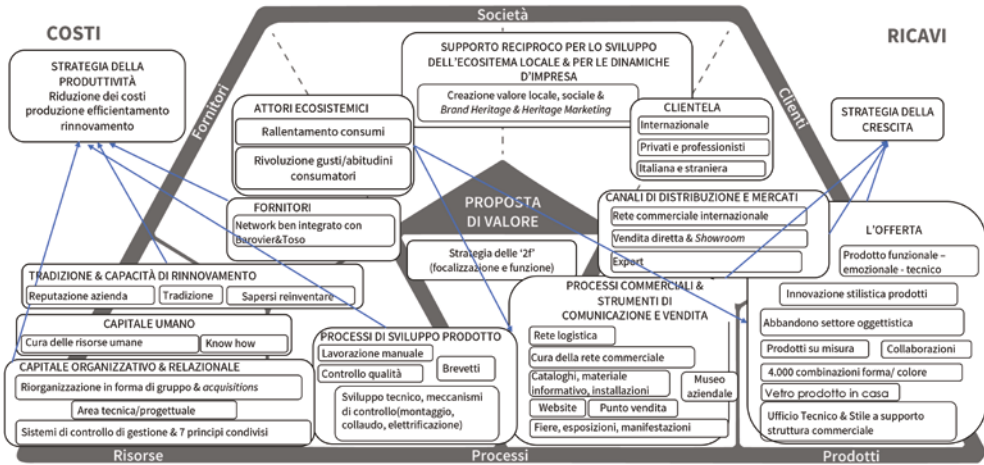 Società
COSTI
RICAVI
STRATEGIA DELLA
PRODUTTIVITÀ
Riduzione dei costi
produzione efficientamento
rinnovamento
Fornitori
SUPPORTO RECIPROCO PER LO SVILUPPO
DELL'ECOSITEMA LOCALE & PER LE DINAMICHE
D'IMPRESA
Creazione valore locale, sociale &
Brand Heritage & Heritage Marketing
Clienti
STRATEGIA DELLA
CRESCITA
ATTORI ECOSISTEMICI
Rallentamento consumi
Rivoluzione gusti/abitudini
consumatori
CLIENTELA
Internazionale
Privati e professionisti
Italiana e straniera
FORNITORI
Network ben integrato con
Barovier&Toso
PROPOSTA
DI VALORE
Strategia delle '2f'
(focalizzazione e funzione)
CANALI DI DISTRIBUZIONE E MERCATI
Rete commerciale internazionale
Vendita diretta & Showroom
Export
L'OFFERTA
Prodotto funzionale –
emozionale - tecnico
Innovazione stilistica prodotti
Abbandono settore oggettistica
Prodotti su misura
Collaborazioni
4.000 combinazioni forma/ colore
Vetro prodotto in casa
Ufficio Tecnico & Stile a supporto
struttura commerciale
TRADIZIONE & CAPACITÀ DI RINNOVAMENTO
Reputazione azienda
Tradizione
Sapersi reinventare
CAPITALE UMANO
Cura delle risorse umane
Know how
CAPITALE ORGANIZZATIVO & RELAZIONALE
Riorganizzazione in forma di gruppo & acquisitions
Area tecnica/progettuale
Sistemi di controllo di gestione & 7 principi condivisi
PROCESSI DI SVILUPPO PRODOTTO
Lavorazione manuale
Controllo qualità
Brevetti
Sviluppo tecnico, meccanismi
di controllo(montaggio,
collaudo, elettrificazione)
PROCESSI COMMERCIALI &
STRUMENTI DI
COMUNICAZIONE E VENDITA
Rete logistica
Cura della rete commerciale
Cataloghi, materiale
informativo, installazioni
Museo
aziendale
Website
Punto vendita
Fiere, esposizioni, manifestazioni
Risorse
Processi
Prodotti